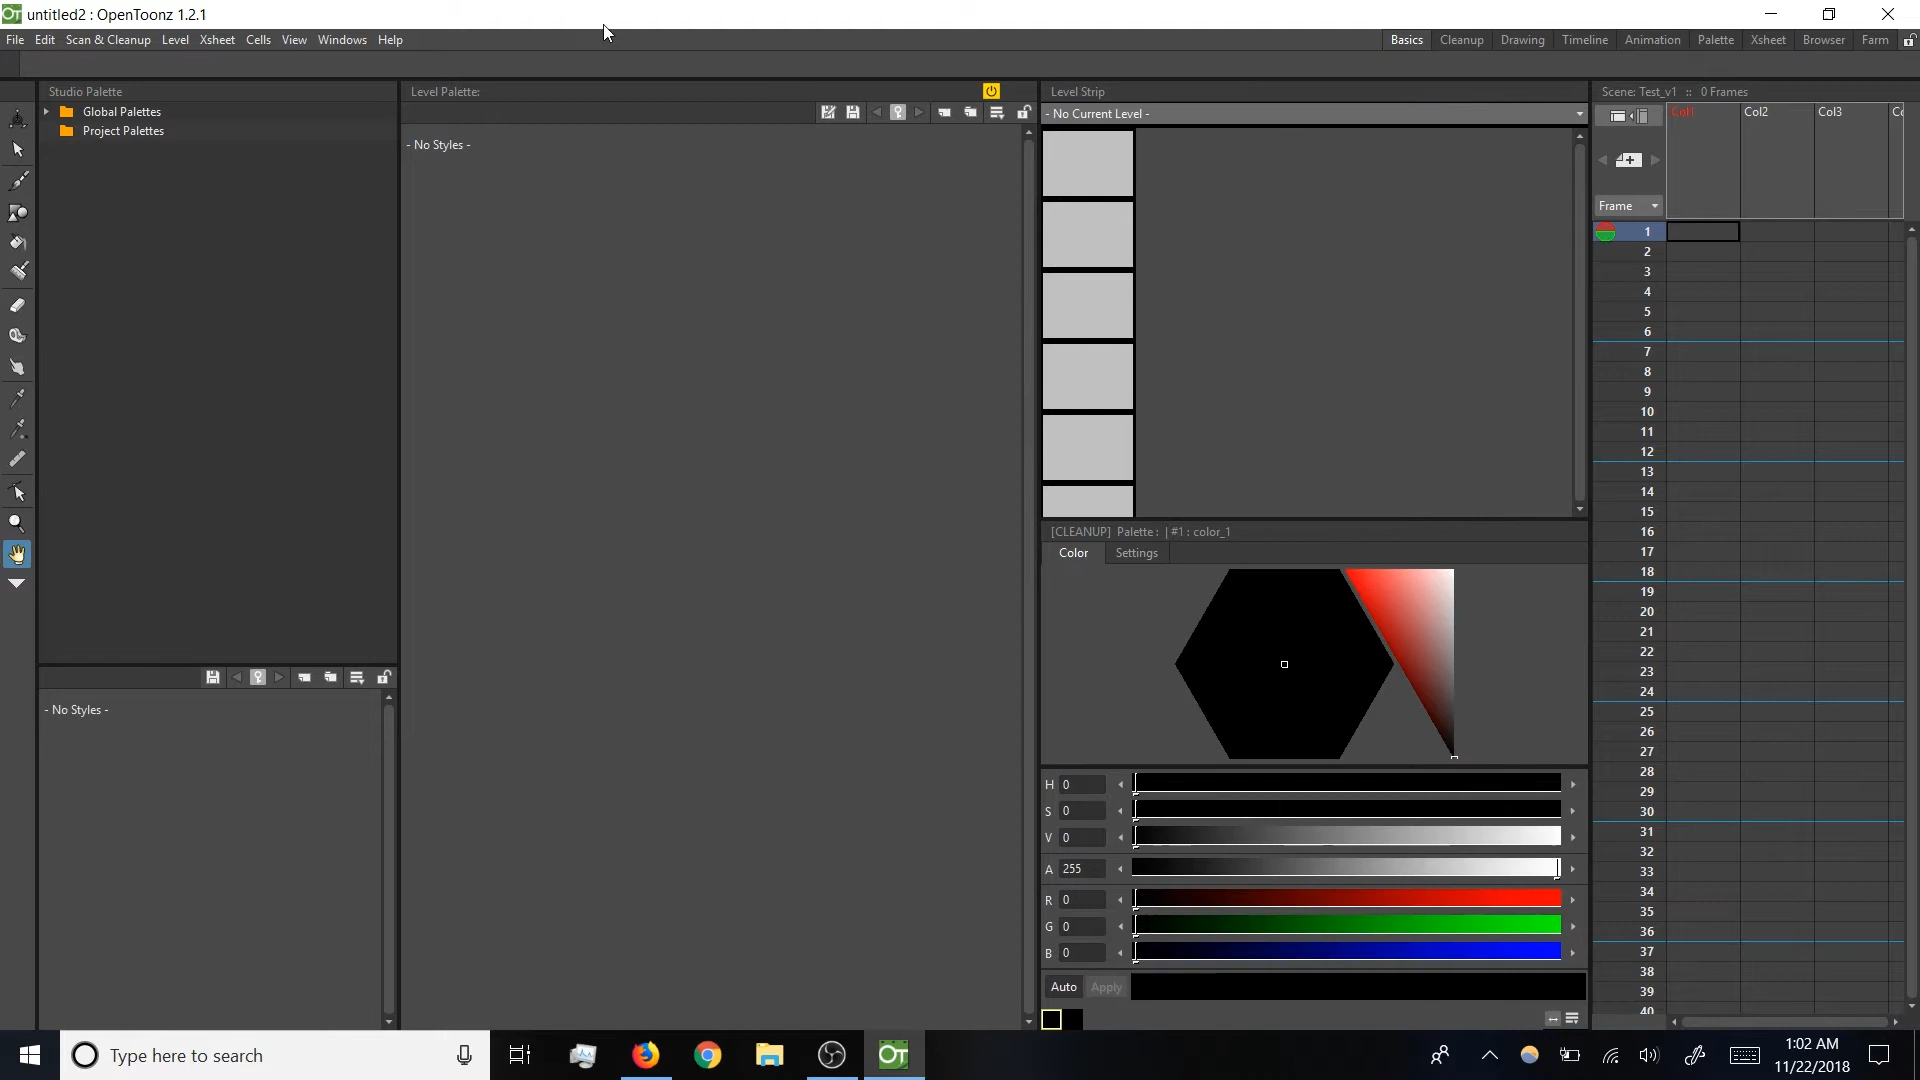 untitled2 : OpenToonz 1.2.1
File Edit Scan & Cleanup Level Xsheet Cells View Windows Help
Basics Cleanup Drawing Timeline Animation Palette Xsheet Browser Farm
Studio Palette
Global Palettes
Project Palettes
- No Styles -
Level Palette:
- No Styles -
Level Strip
- No Current Level -
[CLEANUP] Palette : | #1 : color_1
Color Settings
H 0
S 0
V 0
A 255
R 0
G 0
B 0
Auto Apply
Scene: Test_v1 :: 0 Frames
Col1 Col2 Col3
Frame
1
2
3
4
5
6
7
8
9
10
11
12
13
14
15
16
17
18
19
20
21
22
23
24
25
26
27
28
29
30
31
32
33
34
35
36
37
38
39
40
OT
Type here to search
1:02 AM
11/22/2018